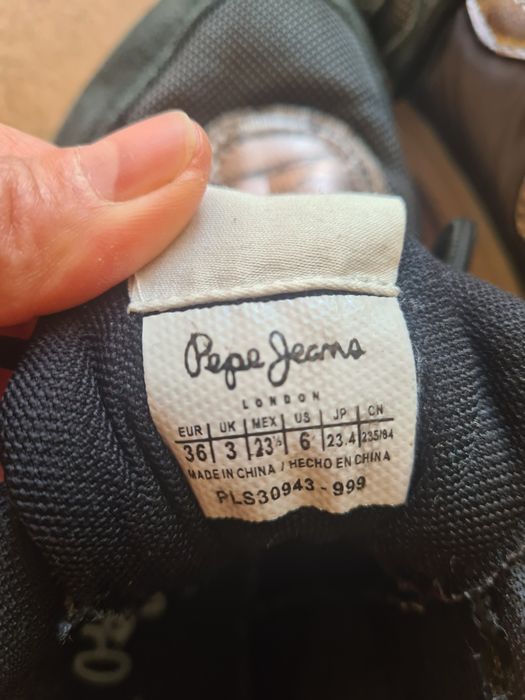 Pepe Jeans
LONDON
EUR | UK | MEX | US | JP | CN
36 | 3 | 23½ | 6 | 23.4 | 235/84
MADE IN CHINA / HECHO EN CHINA
PLS30943 - 999